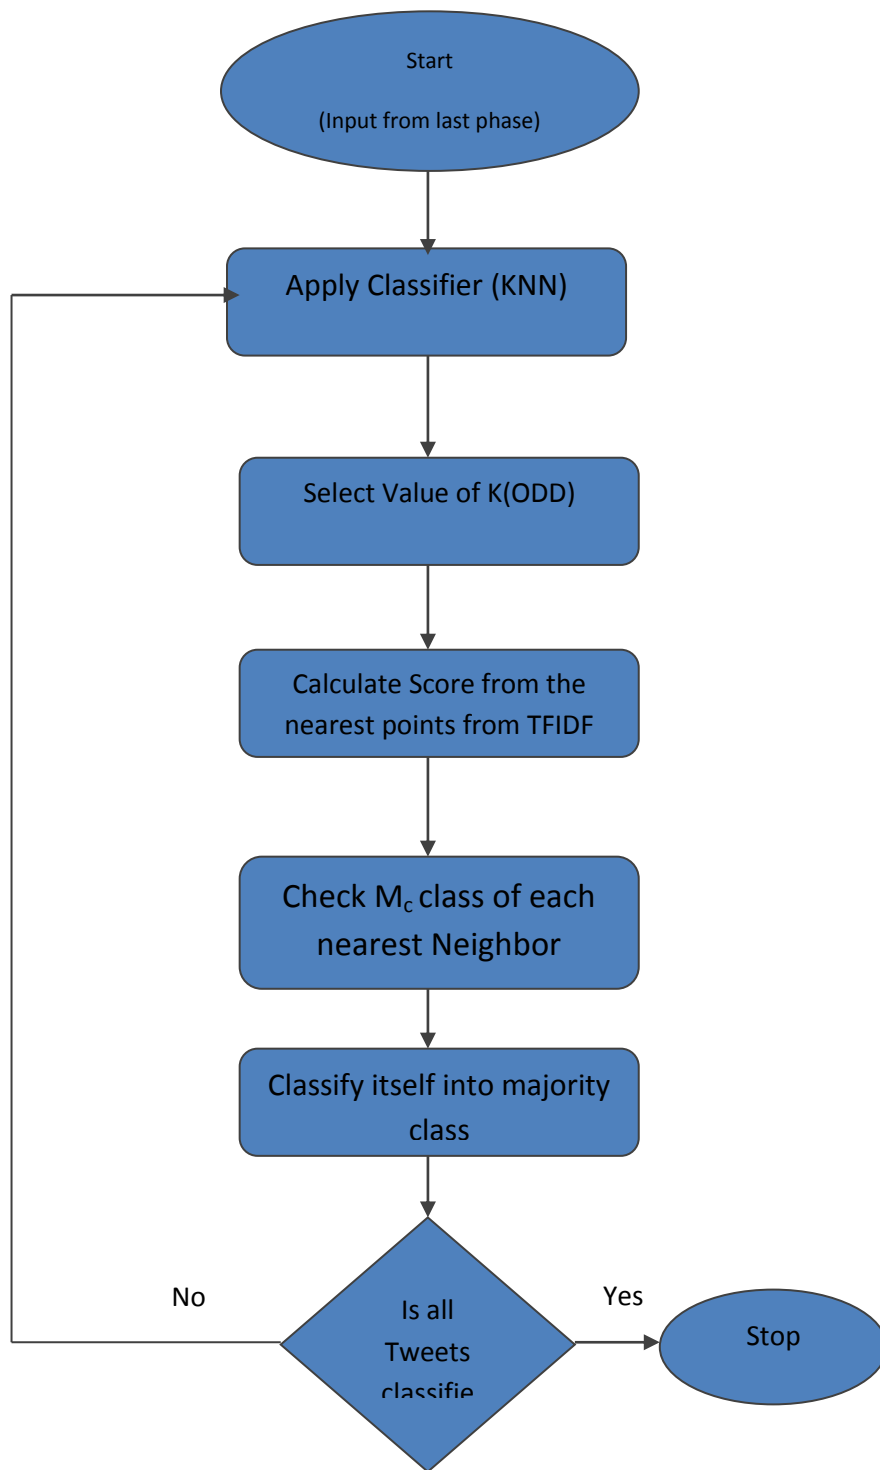 Start
(Input from last phase)
Apply Classifier (KNN)
Select Value of K(ODD)
Calculate Score from the
nearest points from TFIDF
Check Mc class of each
nearest Neighbor
Classify itself into majority
class
No
Yes
Is all
Tweets
classifie
Stop